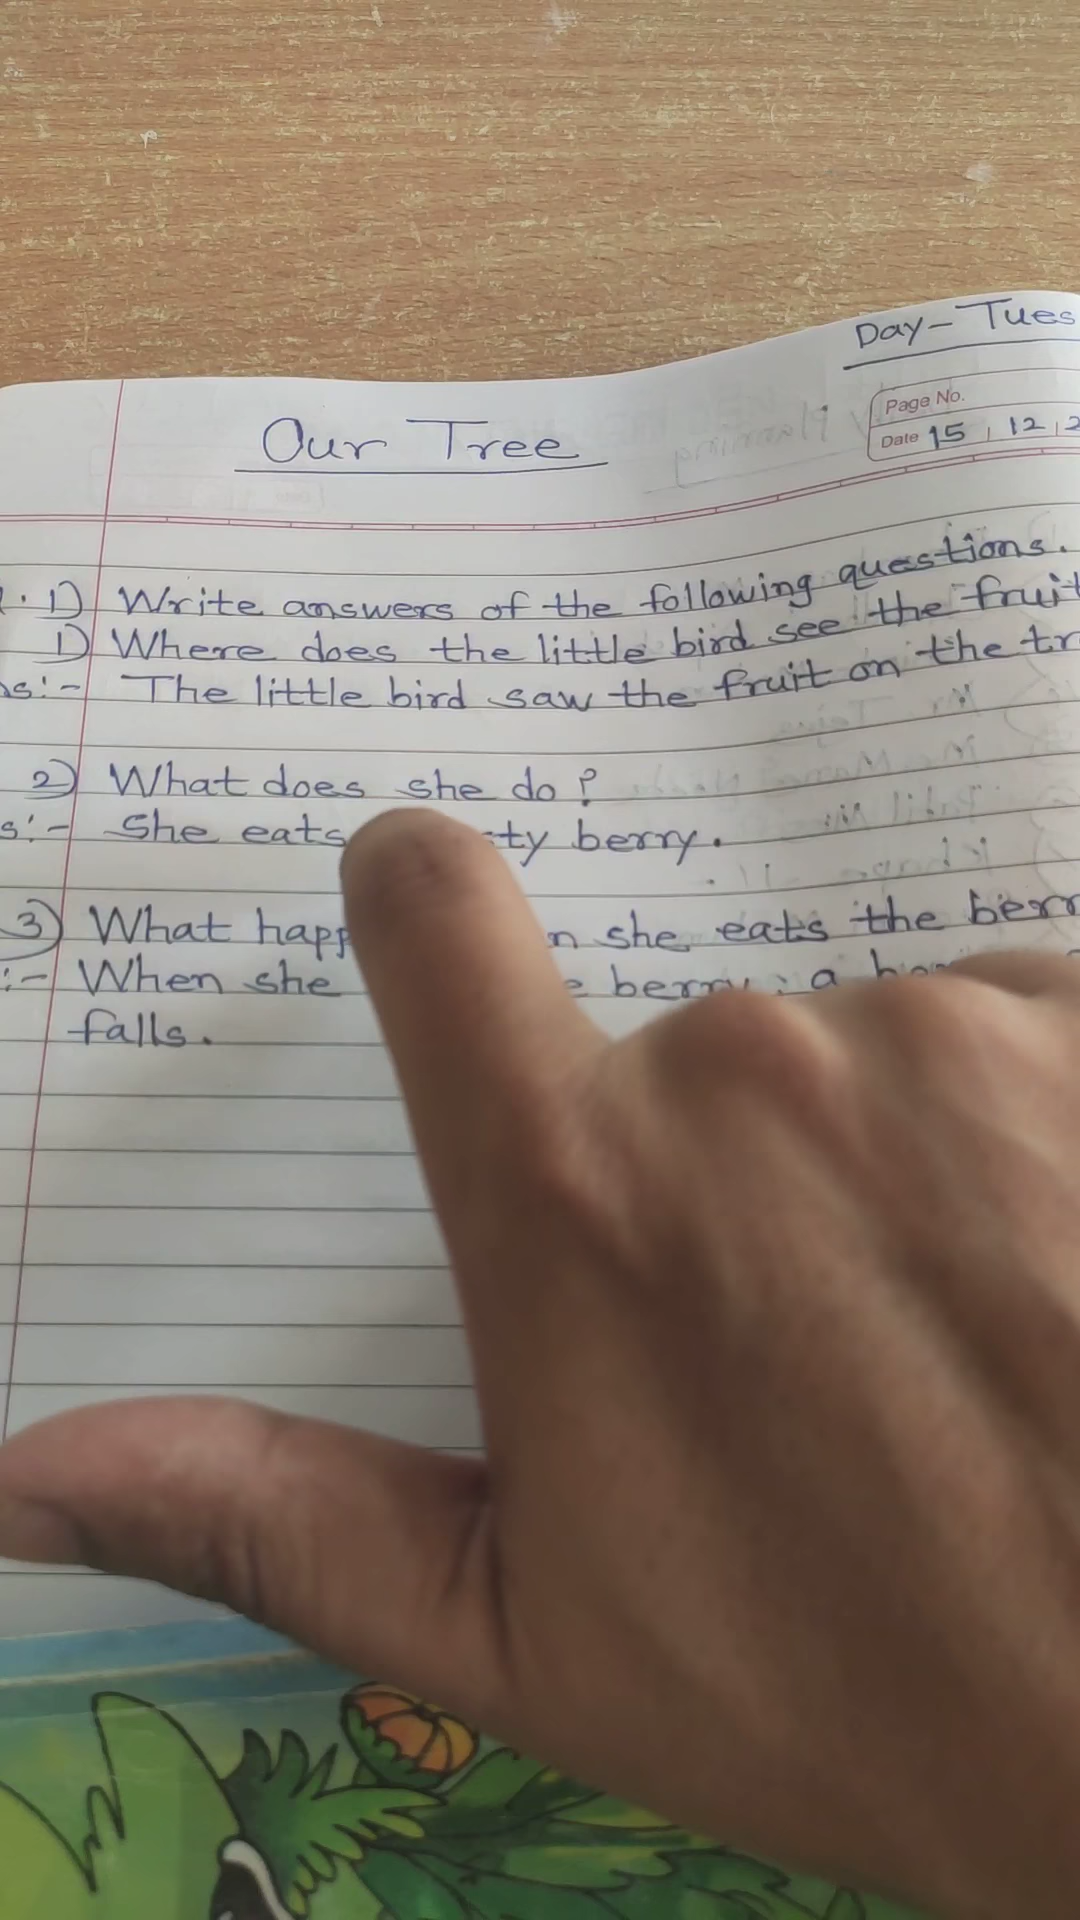 Day- Tues
Page No.
Date 15 12
Our Tree
1) Write answers of the following questions.
1) Where does the little bird see the fruit
The little bird saw the fruit on the
2) What does she do ?
She eats berry.
3) What she eats the
When she berry, a
falls.